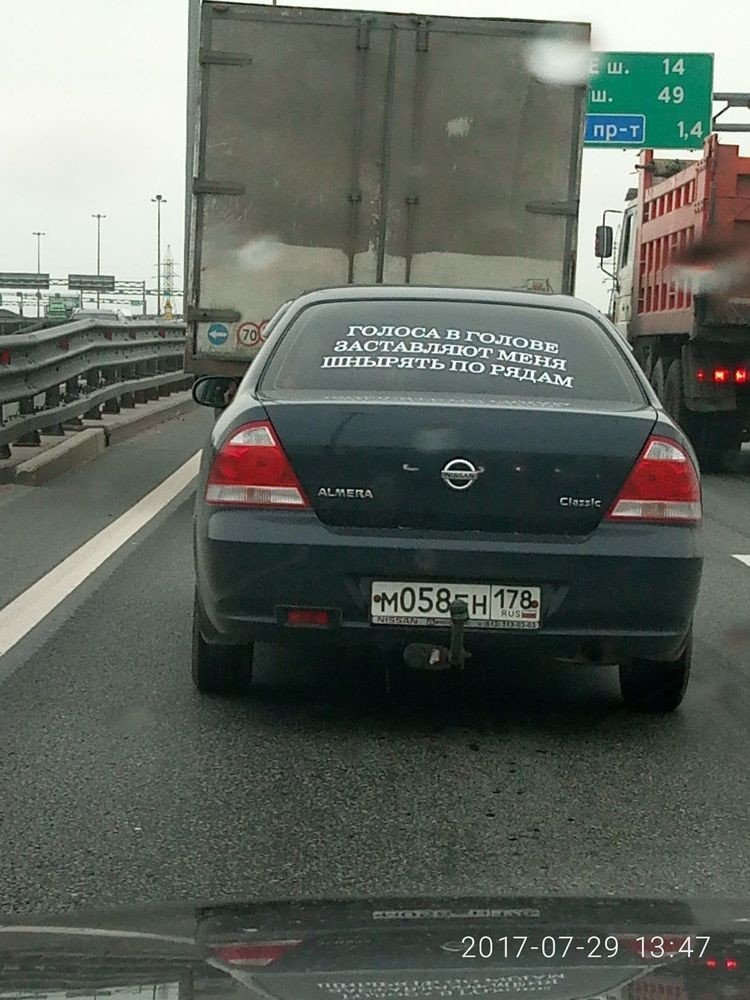 Е ш. 14
ш. 49
пр-т 1,4
70
ГОЛОСА В ГОЛОВЕ
ЗАСТАВЛЯЮТ МЕНЯ
ШНЫРЯТЬ ПО РЯДАМ
NISSAN
ALMERA Classic
178
RUS
NISSAN
2017-07-29 13:47